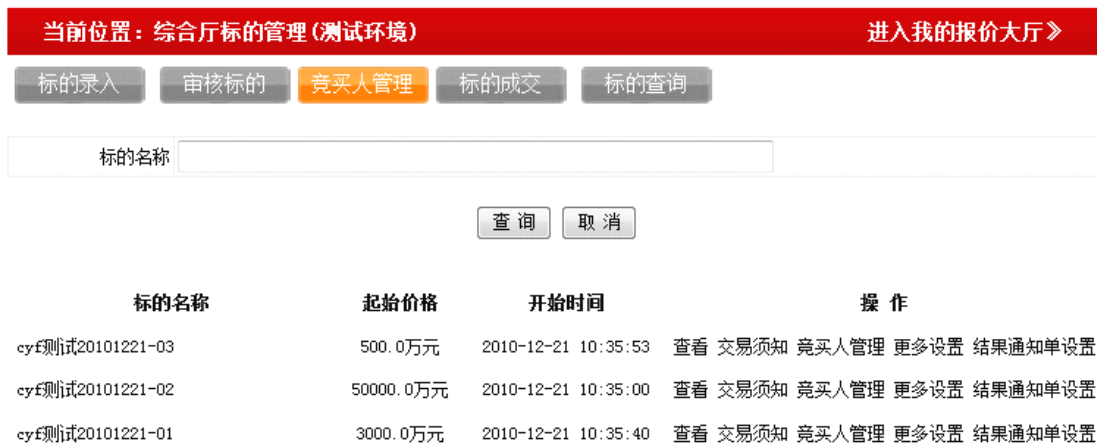 当前位置：综合厅标的管理(测试环境) 进入我的报价大厅》
标的录入 审核标的 竞买人管理 标的成交 标的查询
标的名称
查 询 取 消
标的名称 起始价格 开始时间 操 作
cyf测试20101221-03 500.0万元 2010-12-21 10:35:53 查看 交易须知 竞买人管理 更多设置 结果通知单设置
cyf测试20101221-02 50000.0万元 2010-12-21 10:35:00 查看 交易须知 竞买人管理 更多设置 结果通知单设置
cyf测试20101221-01 3000.0万元 2010-12-21 10:35:40 查看 交易须知 竞买人管理 更多设置 结果通知单设置